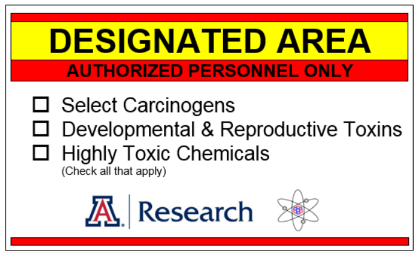 DESIGNATED AREA
AUTHORIZED PERSONNEL ONLY
Select Carcinogens
Developmental & Reproductive Toxins
Highly Toxic Chemicals
(Check all that apply)
A. Research